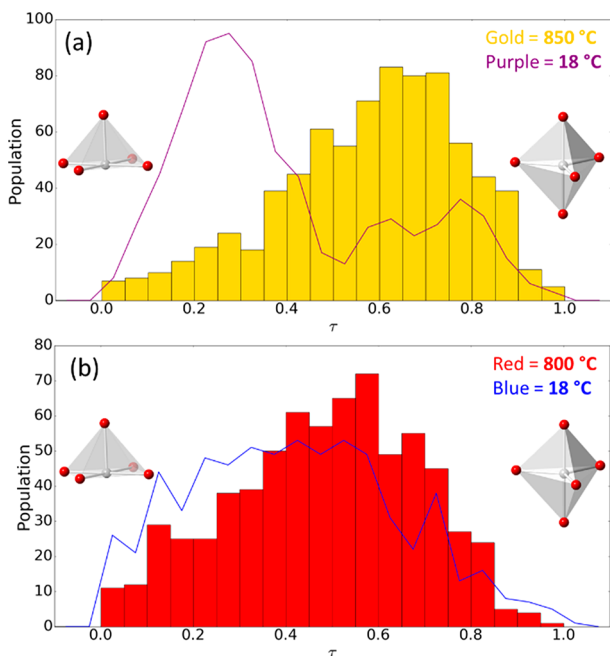 (a)
Gold = 850 °C
Purple = 18 °C
Population
100
80
60
40
20
0
0.0 0.2 0.4 0.6 0.8 1.0
τ
(b)
Red = 800 °C
Blue = 18 °C
Population
80
70
60
50
40
30
20
10
0
0.0 0.2 0.4 0.6 0.8 1.0
τ